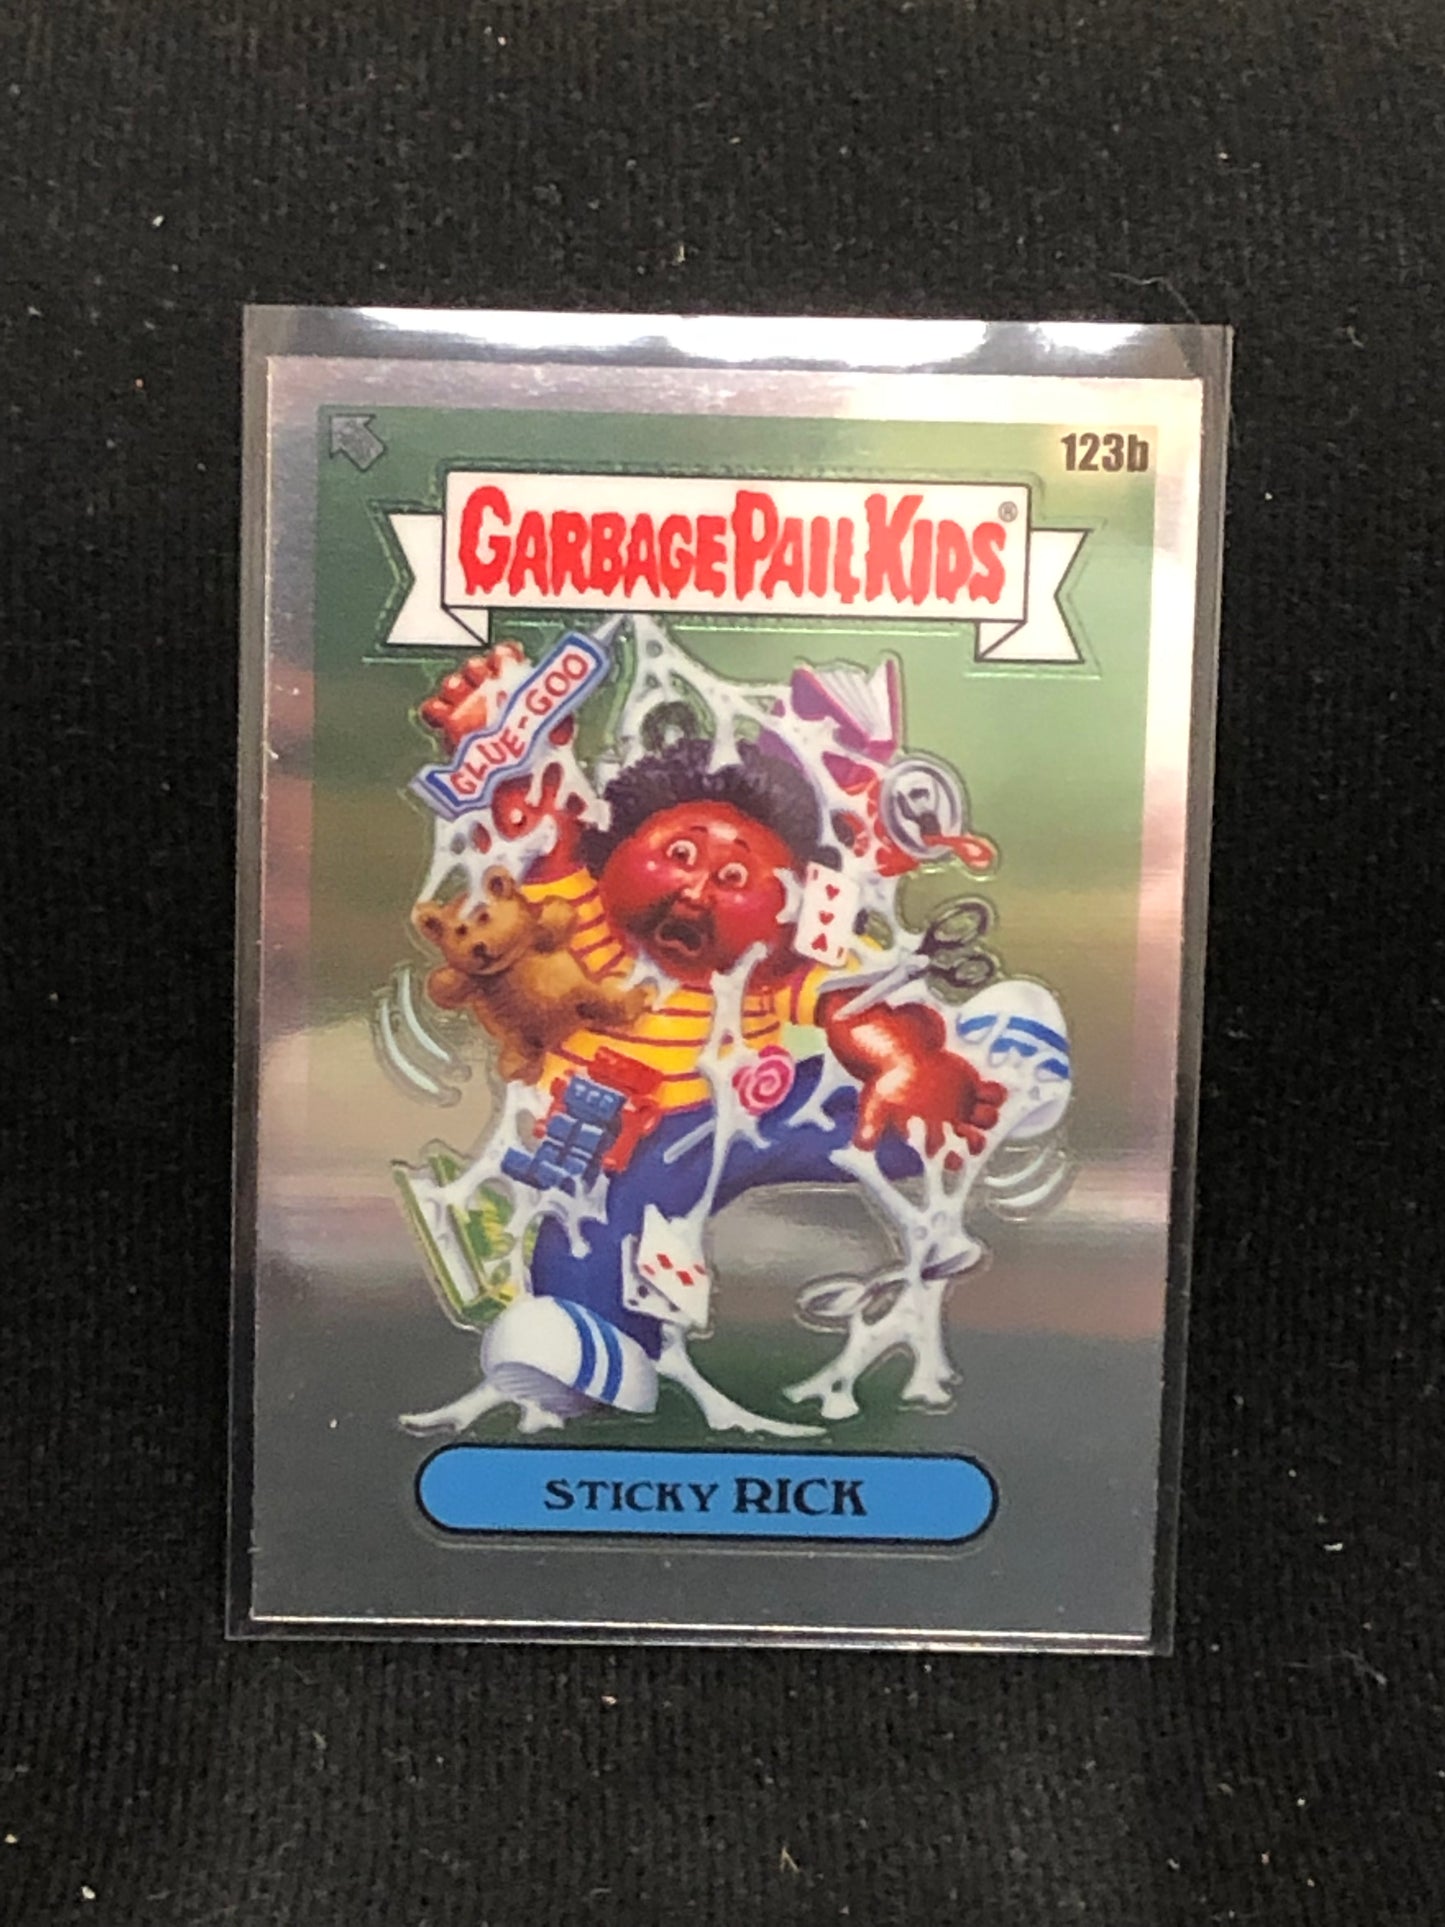 123b
GARBAGE PAIL KIDS®
GLUE-GOO
STICKY RICK